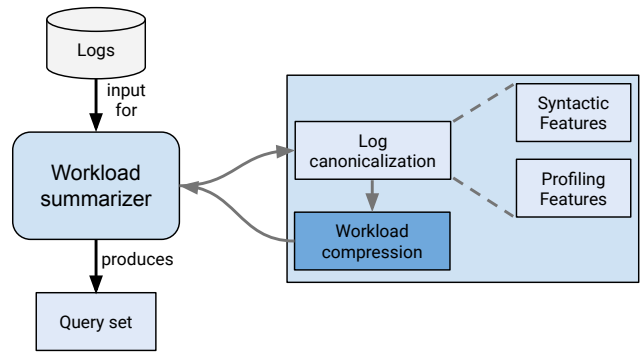 Logs
input
for
Workload
summarizer
produces
Query set
Log
canonicalization
Workload
compression
Syntactic
Features
Profiling
Features